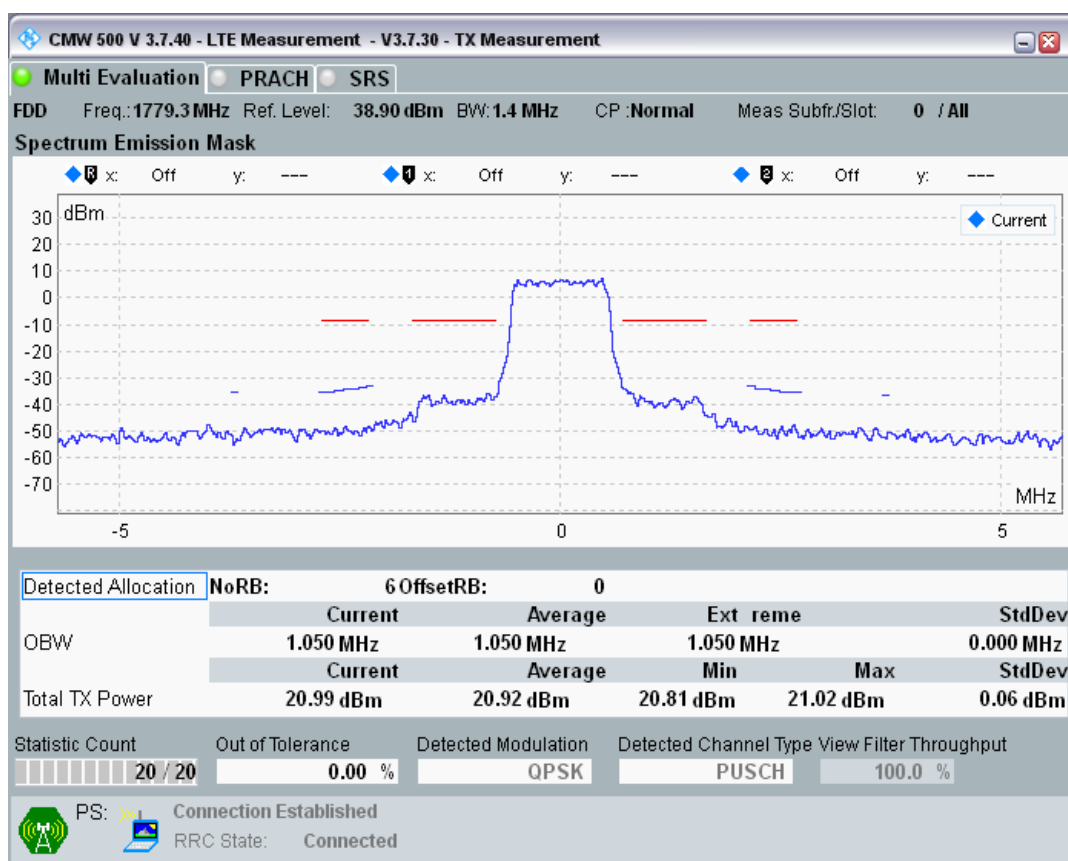 CMW 500 V 3.7.40 - LTE Measurement - V3.7.30 - TX Measurement
Multi Evaluation PRACH SRS
FDD Freq.: 1779.3 MHz Ref. Level: 38.90 dBm BW: 1.4 MHz CP :Normal Meas Subfr./Slot: 0 / All
Spectrum Emission Mask
R x: Off y: --- 1 x: Off y: --- 2 x: Off y: ---
dBm
Current
30
20
10
0
-10
-20
-30
-40
-50
-60
-70
MHz
-5 0 5
Detected Allocation NoRB: 6 OffsetRB: 0
Current Average Ext reme StdDev
OBW 1.050 MHz 1.050 MHz 1.050 MHz 0.000 MHz
Current Average Min Max StdDev
Total TX Power 20.99 dBm 20.92 dBm 20.81 dBm 21.02 dBm 0.06 dBm
Statistic Count Out of Tolerance Detected Modulation Detected Channel Type View Filter Throughput
20 / 20 0.00 % QPSK PUSCH 100.0 %
PS: Connection Established
RRC State: Connected